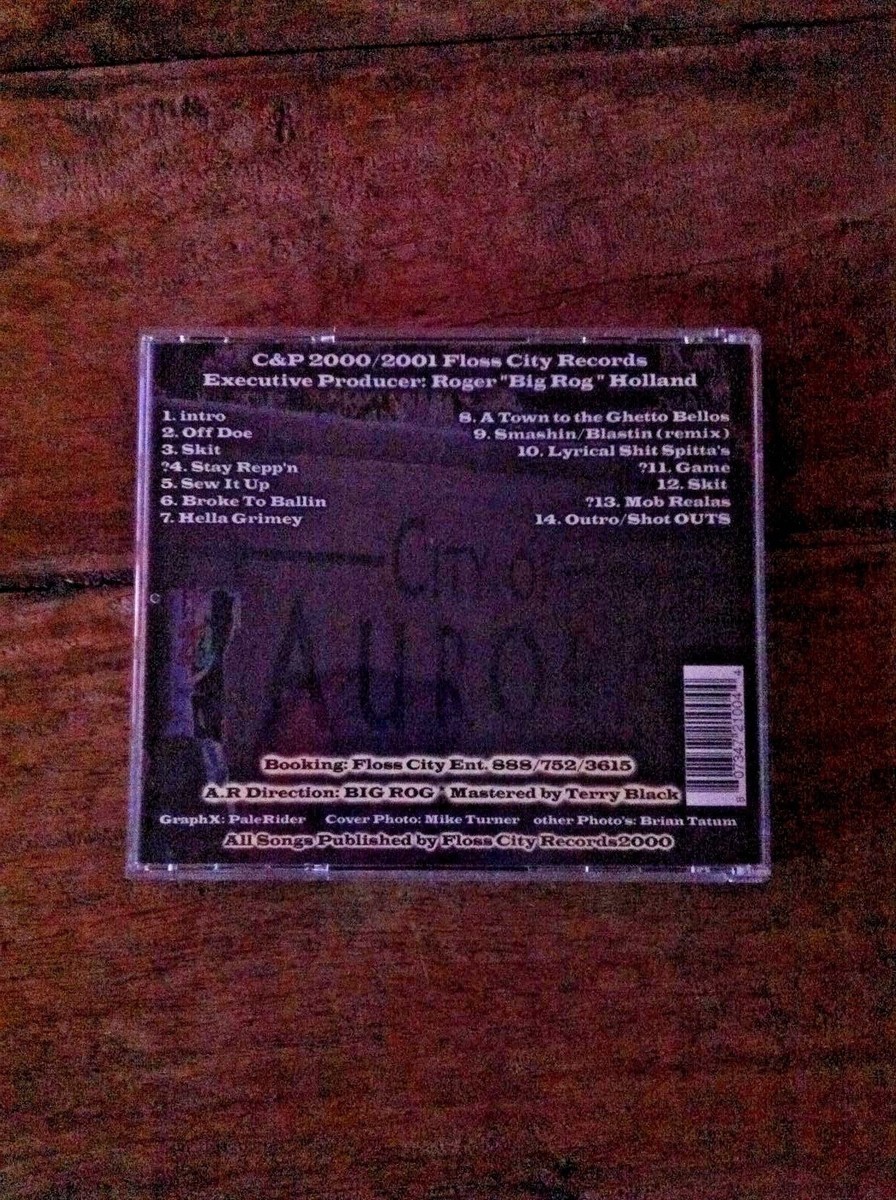 C&P 2000/2001 Floss City Records
Executive Producer: Roger "Big Rog" Holland
1. intro
2. Off Doe
3. Skit
?4. Stay Repp'n
5. Sew It Up
6. Broke To Ballin
7. Hella Grimey
8. A Town to the Ghetto Bellos
9. Smashin/Blastin (remix)
10. Lyrical Shit Spitta's
?11. Game
12. Skit
?13. Mob Realas
14. Outro/Shot OUTS
CITY OF
Booking: Floss City Ent. 888/752/3615
A.R Direction: BIG ROG * Mastered by Terry Black
GraphX: PaleRider Cover Photo: Mike Turner other Photo's: Brian Tatum
All Songs Published by Floss City Records2000